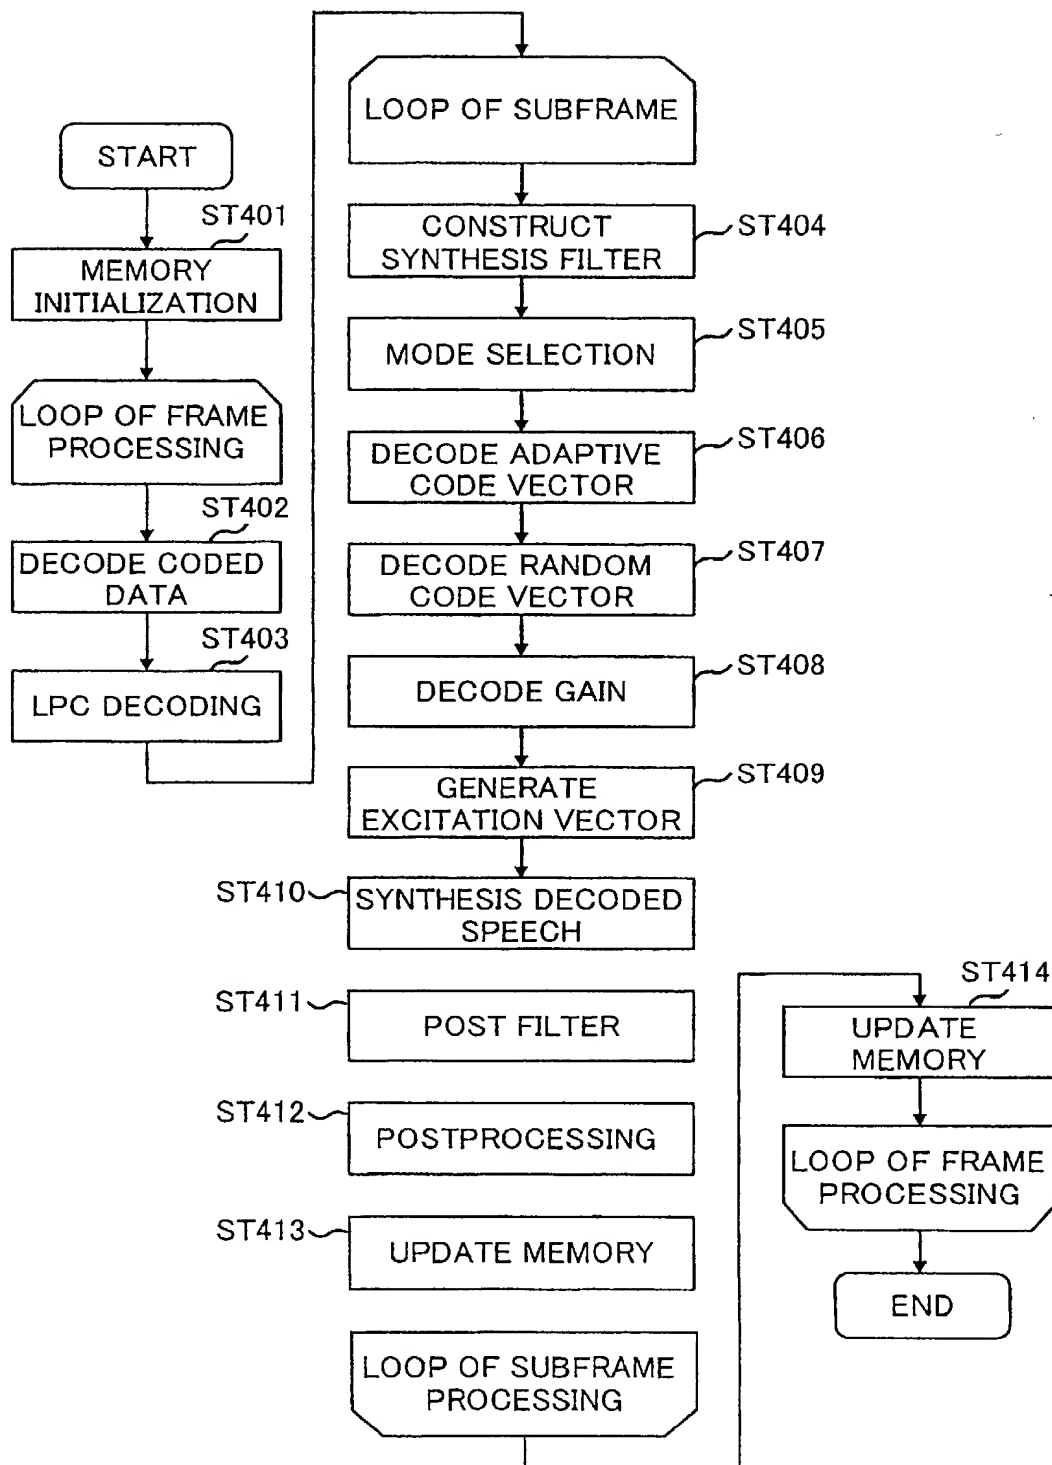 START
ST401
MEMORY
INITIALIZATION
LOOP OF FRAME
PROCESSING
ST402
DECODE CODED
DATA
ST403
LPC DECODING
LOOP OF SUBFRAME
CONSTRUCT
SYNTHESIS FILTER
ST404
MODE SELECTION
ST405
DECODE ADAPTIVE
CODE VECTOR
ST406
DECODE RANDOM
CODE VECTOR
ST407
DECODE GAIN
ST408
GENERATE
EXCITATION VECTOR
ST409
ST410
SYNTHESIS DECODED
SPEECH
ST411
POST FILTER
ST412
POSTPROCESSING
ST413
UPDATE MEMORY
LOOP OF SUBFRAME
PROCESSING
ST414
UPDATE
MEMORY
LOOP OF FRAME
PROCESSING
END